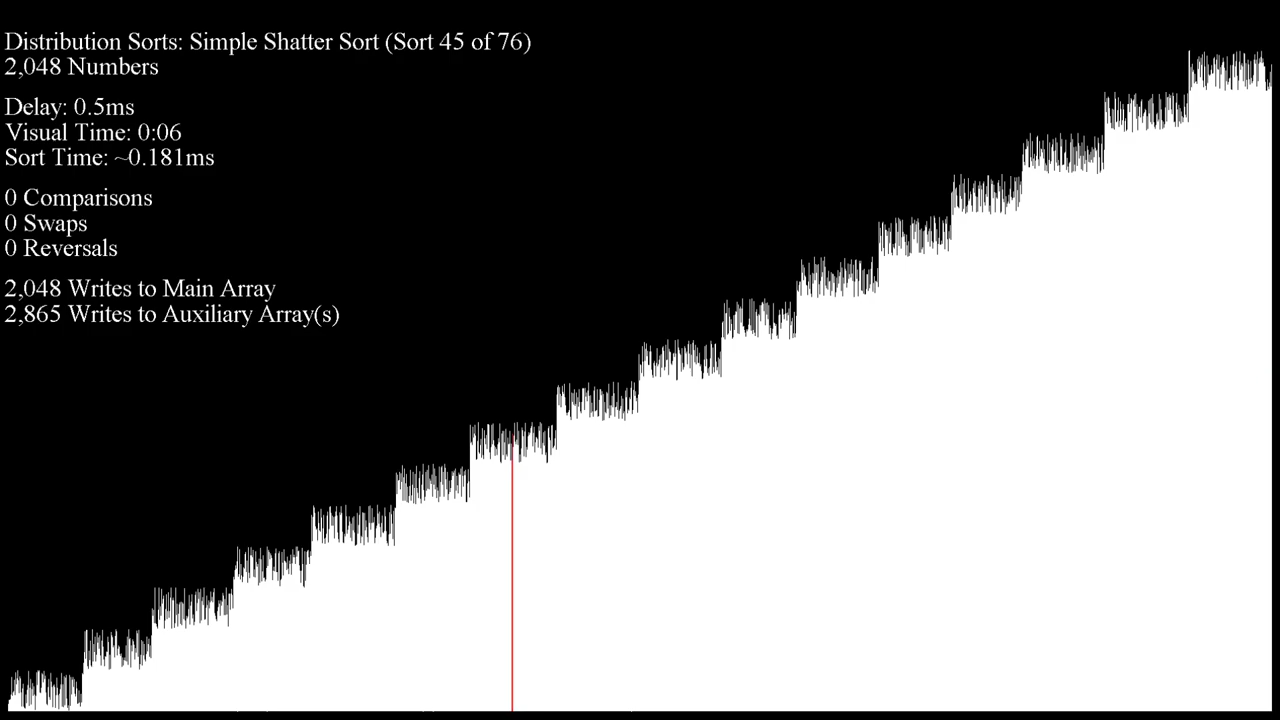 Distribution Sorts: Simple Shatter Sort (Sort 45 of 76)
2,048 Numbers
Delay: 0.5ms
Visual Time: 0:06
Sort Time: ~0.181ms
0 Comparisons
0 Swaps
0 Reversals
2,048 Writes to Main Array
2,865 Writes to Auxiliary Array(s)